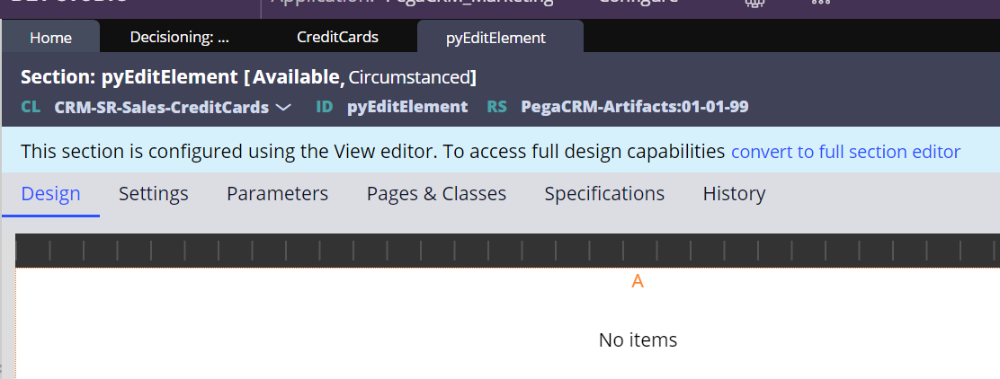 DEV STUDIO Application: PegaCRM_Marketing Configure
Home Decisioning: ... CreditCards pyEditElement
Section: pyEditElement [Available, Circumstanced]
CL CRM-SR-Sales-CreditCards ID pyEditElement RS PegaCRM-Artifacts:01-01-99
This section is configured using the View editor. To access full design capabilities convert to full section editor
Design Settings Parameters Pages & Classes Specifications History
A
No items